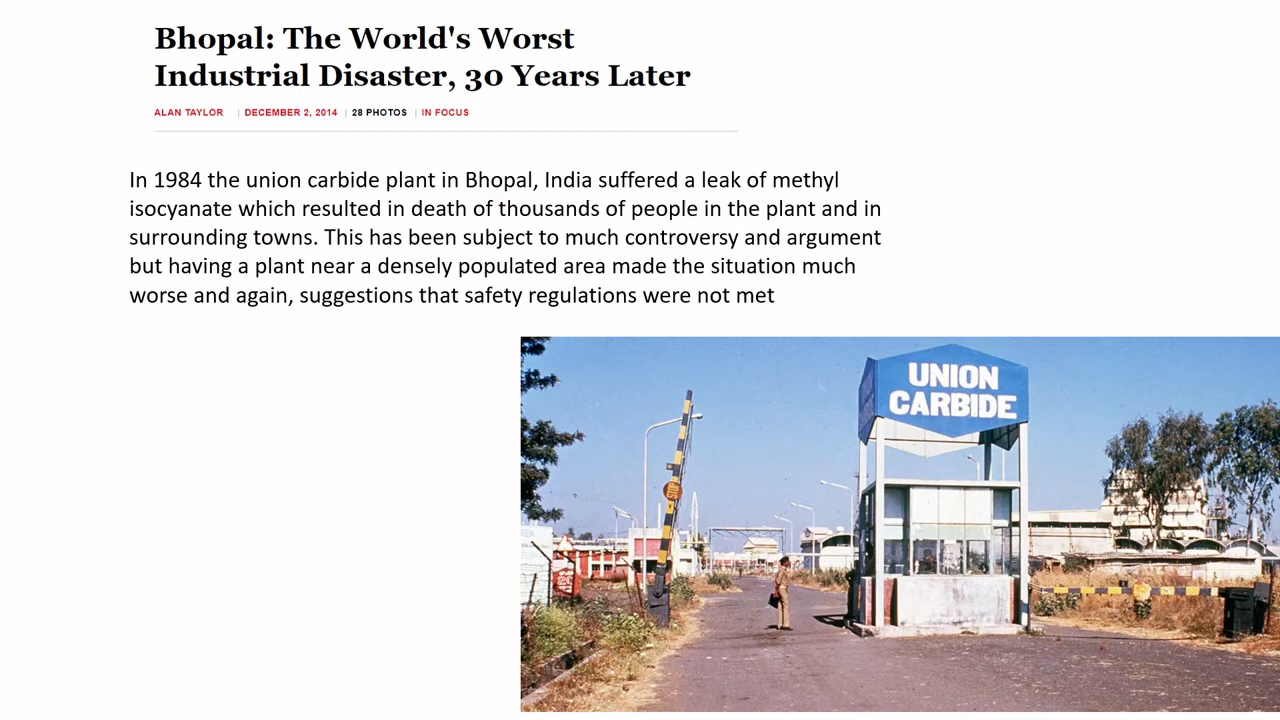 Bhopal: The World's Worst
Industrial Disaster, 30 Years Later
ALAN TAYLOR | DECEMBER 2, 2014 | 28 PHOTOS | IN FOCUS
In 1984 the union carbide plant in Bhopal, India suffered a leak of methyl
isocyanate which resulted in death of thousands of people in the plant and in
surrounding towns. This has been subject to much controversy and argument
but having a plant near a densely populated area made the situation much
worse and again, suggestions that safety regulations were not met
UNION
CARBIDE